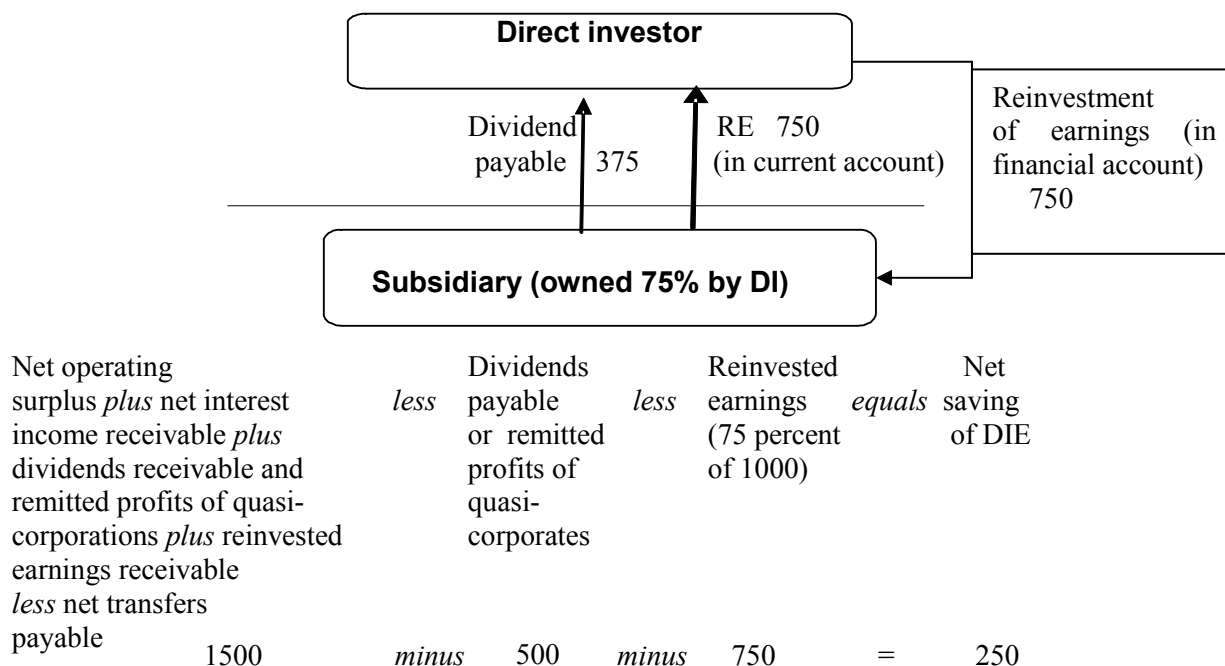 Direct investor
Dividend
payable 375
RE 750
(in current account)
Reinvestment
of earnings (in
financial account)
750
Subsidiary (owned 75% by DI)
Net operating
surplus plus net interest
income receivable plus
dividends receivable and
remitted profits of quasi-
corporations plus reinvested
earnings receivable
less net transfers
payable
less
Dividends
payable
or remitted
profits of
quasi-
corporates
less
Reinvested
earnings
(75 percent
of 1000)
equals
Net
saving
of DIE
1500 minus 500 minus 750 = 250